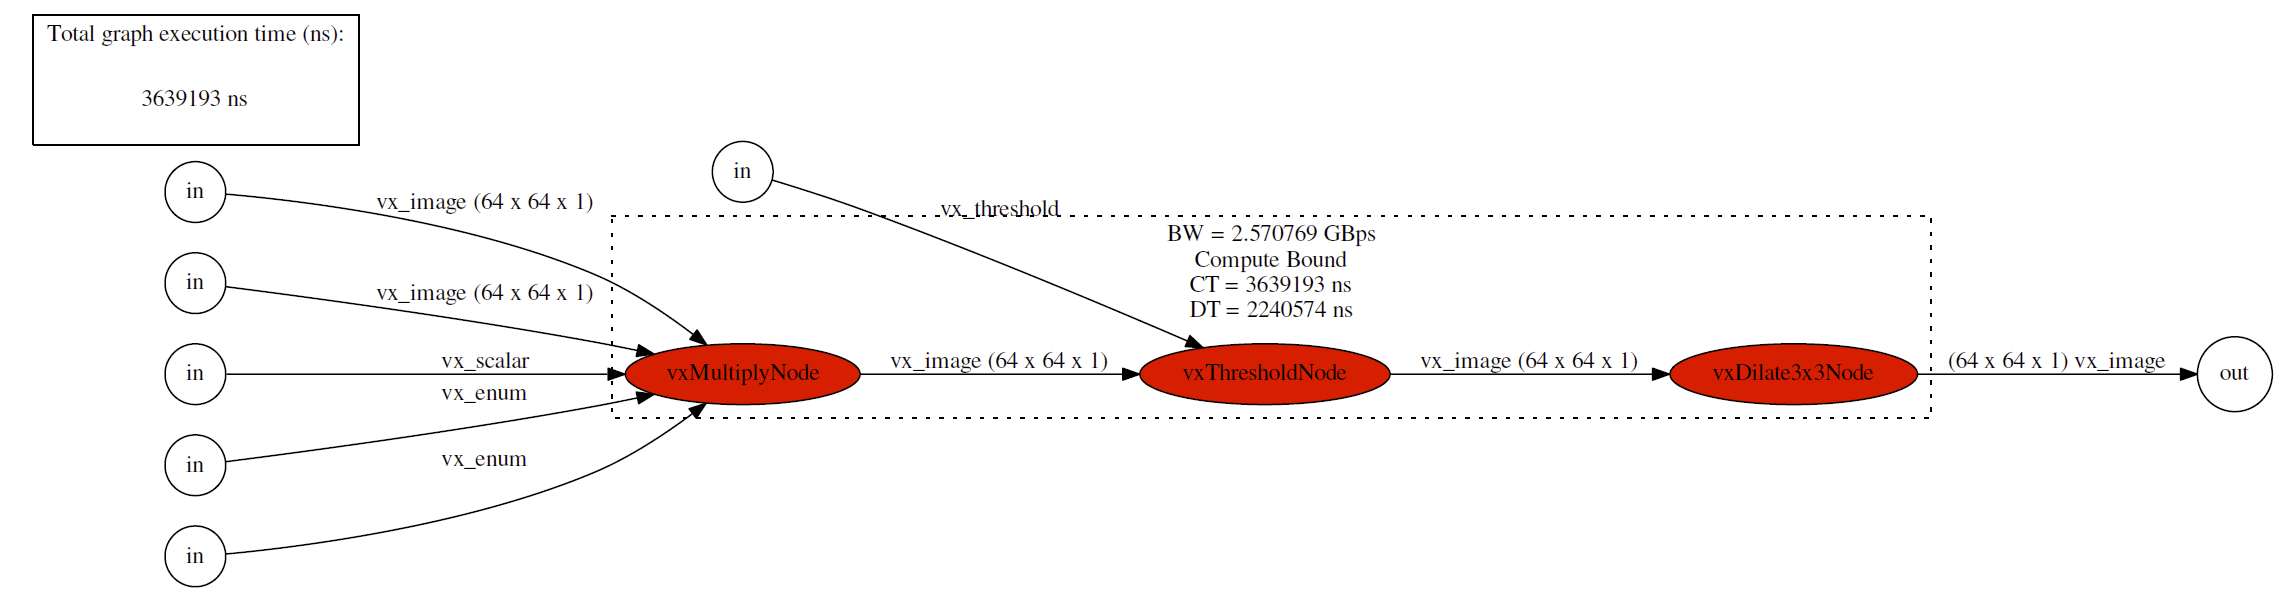 Total graph execution time (ns):
3639193 ns
in
in
vx_image (64 x 64 x 1)
vx_threshold
BW = 2.570769 GBps
Compute Bound
CT = 3639193 ns
DT = 2240574 ns
in
vx_image (64 x 64 x 1)
in
vx_scalar
vxMultiplyNode
vx_image (64 x 64 x 1)
vxThresholdNode
vx_image (64 x 64 x 1)
vxDilate3x3Node
(64 x 64 x 1) vx_image
out
vx_enum
in
vx_enum
in